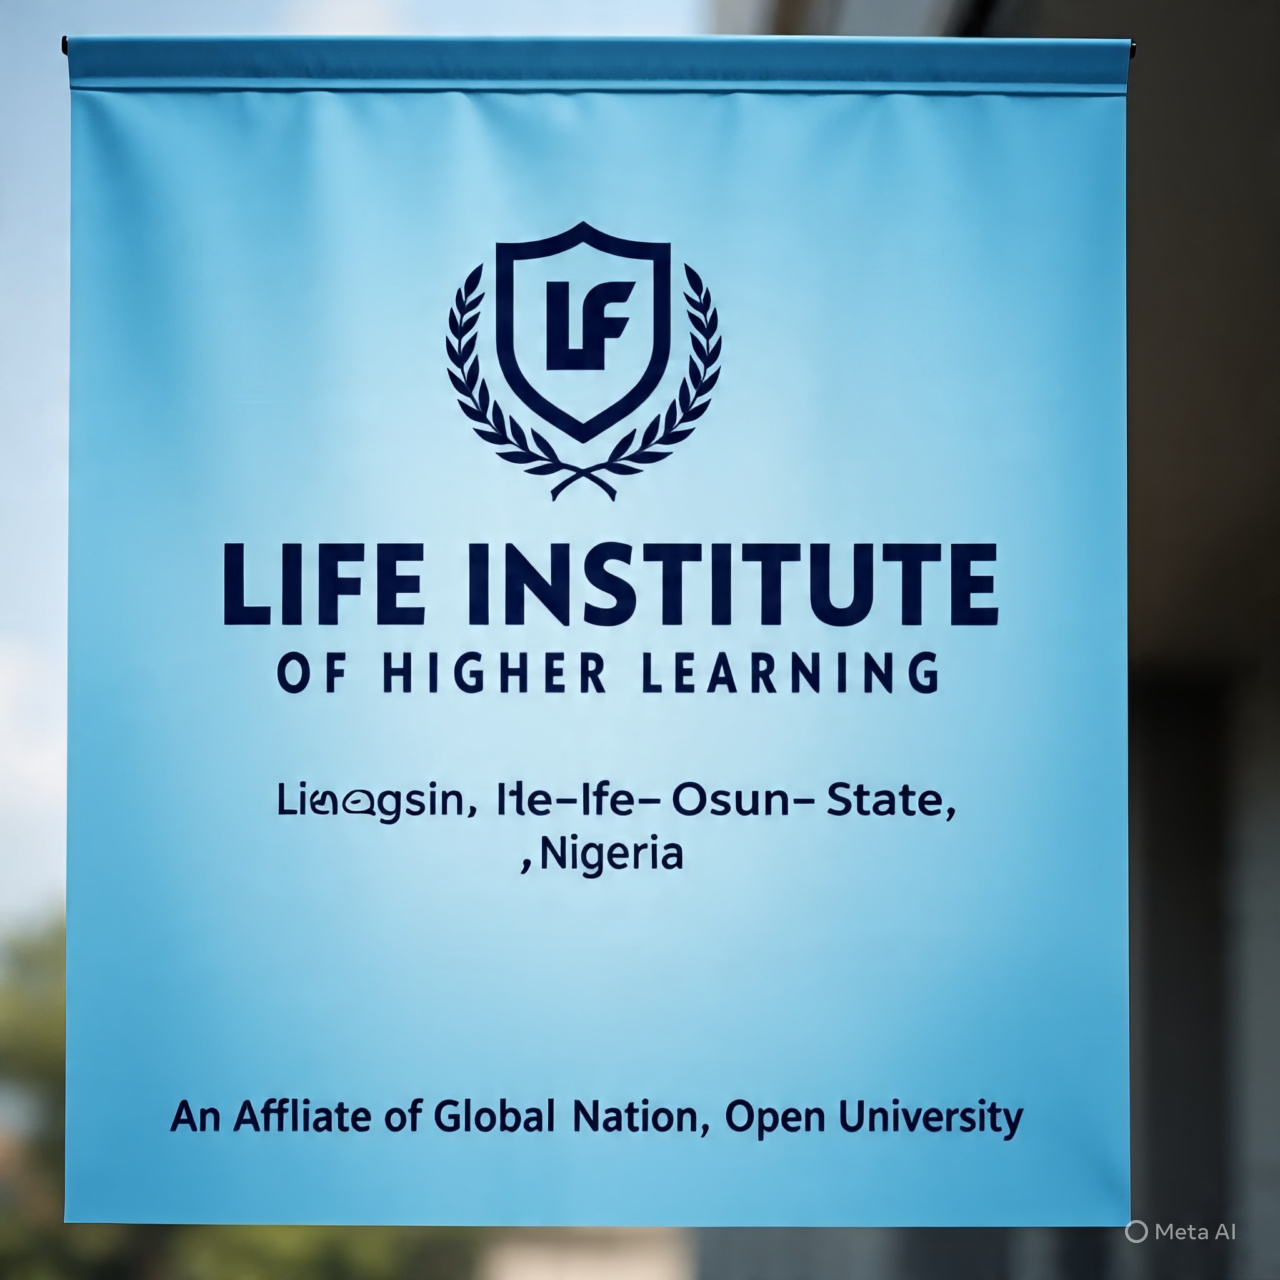 LF
LIFE INSTITUTE
OF HIGHER LEARNING
Ile-Ife- Osun- State,
,Nigeria
An Affliate of Global Nation, Open University
Meta AI